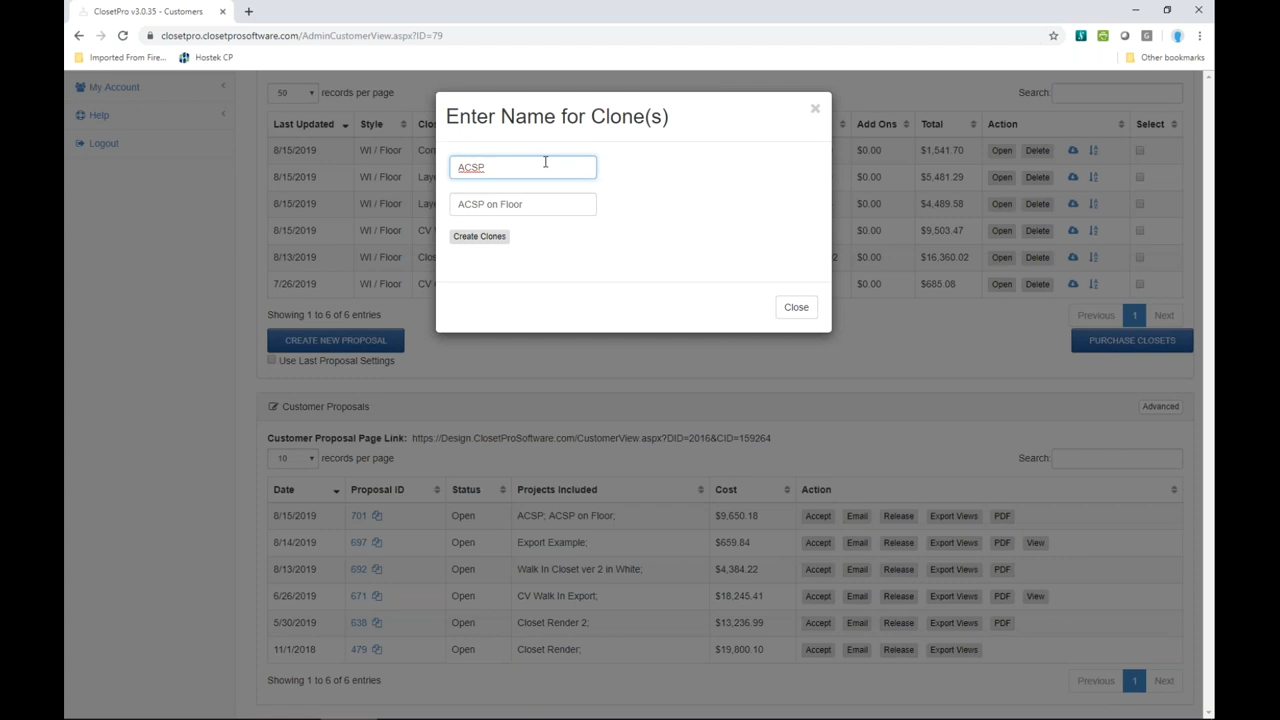 ClosetPro v3.0.35 - Customers
closetpro.closetprosoftware.com/AdminCustomerView.aspx?ID=79
Imported From Fire... Hostek CP Other bookmarks
My Account
Help
Logout
50 records per page Search:
Last Updated Style Add Ons Total Action Select
8/15/2019 WI / Floor $0.00 $1,541.70 Open Delete
8/15/2019 WI / Floor $0.00 $5,481.29 Open Delete
8/15/2019 WI / Floor $0.00 $4,489.58 Open Delete
8/15/2019 WI / Floor CV $0.00 $9,503.47 Open Delete
8/13/2019 WI / Floor $0.00 $16,360.02 Open Delete
7/26/2019 WI / Floor CV $0.00 $685.08 Open Delete
Showing 1 to 6 of 6 entries Previous 1 Next
CREATE NEW PROPOSAL PURCHASE CLOSETS
Use Last Proposal Settings
Enter Name for Clone(s)
ACSP
ACSP on Floor
Create Clones
Close
Customer Proposals Advanced
Customer Proposal Page Link: https://Design.ClosetProSoftware.com/CustomerView.aspx?DID=2016&CID=159264
10 records per page Search:
Date Proposal ID Status Projects Included Cost Action
8/15/2019 701 Open ACSP; ACSP on Floor; $9,650.18 Accept Email Release Export Views PDF
8/14/2019 697 Open Export Example; $659.84 Accept Email Release Export Views PDF View
8/13/2019 692 Open Walk In Closet ver 2 in White; $4,384.22 Accept Email Release Export Views PDF
6/26/2019 671 Open CV Walk In Export; $18,245.41 Accept Email Release Export Views PDF View
5/30/2019 638 Open Closet Render 2; $13,236.99 Accept Email Release Export Views PDF
11/1/2018 479 Open Closet Render; $19,800.10 Accept Email Release Export Views
Showing 1 to 6 of 6 entries Previous 1 Next